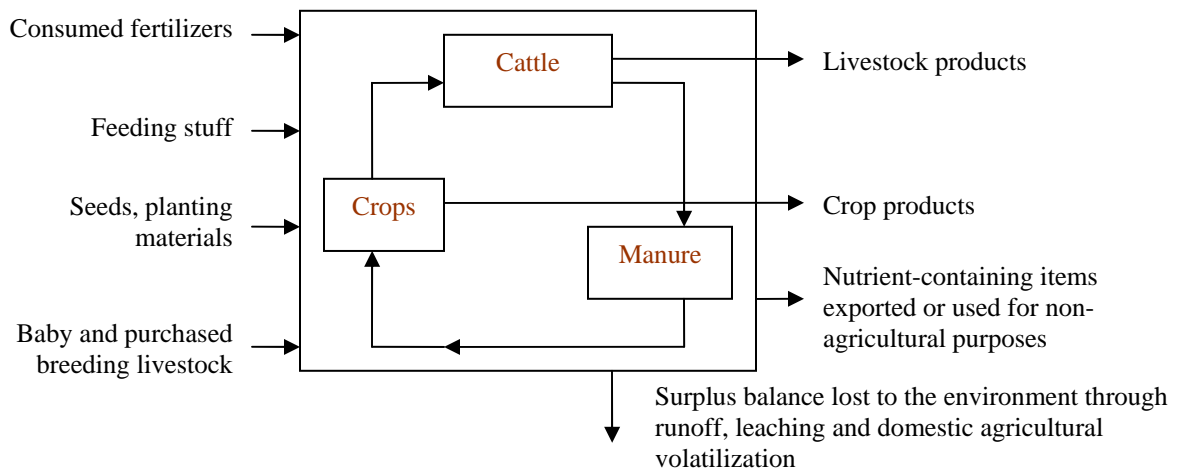 Consumed fertilizers
Cattle
Livestock products
Feeding stuff
Seeds, planting
materials
Crops
Crop products
Manure
Nutrient-containing items
exported or used for non-
agricultural purposes
Baby and purchased
breeding livestock
Surplus balance lost to the environment through
runoff, leaching and domestic agricultural
volatilization